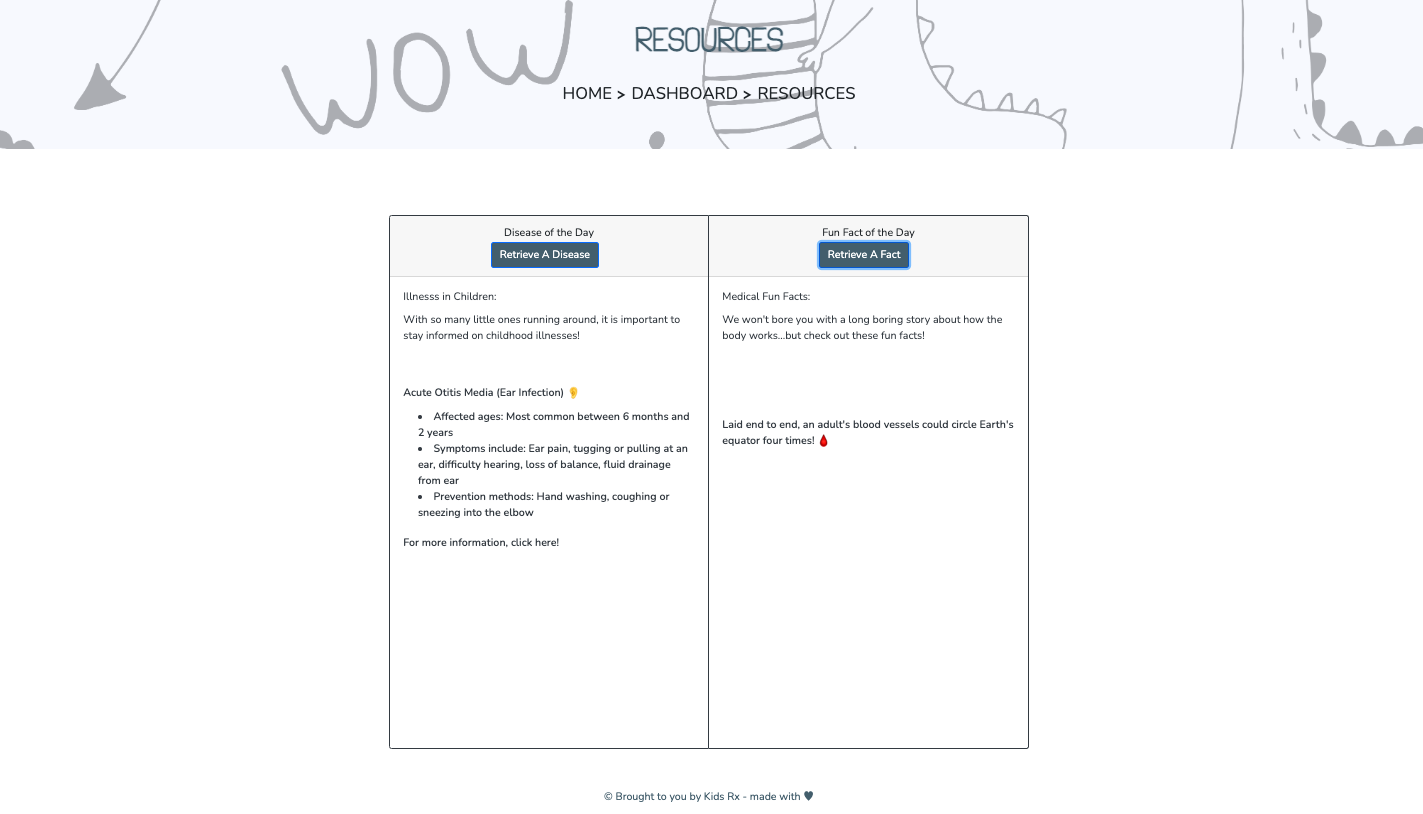 WOW
RESOURCES
HOME > DASHBOARD > RESOURCES
Disease of the Day
Retrieve A Disease
Illnesss in Children:
With so many little ones running around, it is important to
stay informed on childhood illnesses!
Acute Otitis Media (Ear Infection) 👂
• Affected ages: Most common between 6 months and
2 years
• Symptoms include: Ear pain, tugging or pulling at an
ear, difficulty hearing, loss of balance, fluid drainage
from ear
• Prevention methods: Hand washing, coughing or
sneezing into the elbow
For more information, click here!
Fun Fact of the Day
Retrieve A Fact
Medical Fun Facts:
We won't bore you with a long boring story about how the
body works...but check out these fun facts!
Laid end to end, an adult's blood vessels could circle Earth's
equator four times! 🩸
© Brought to you by Kids Rx - made with ♥